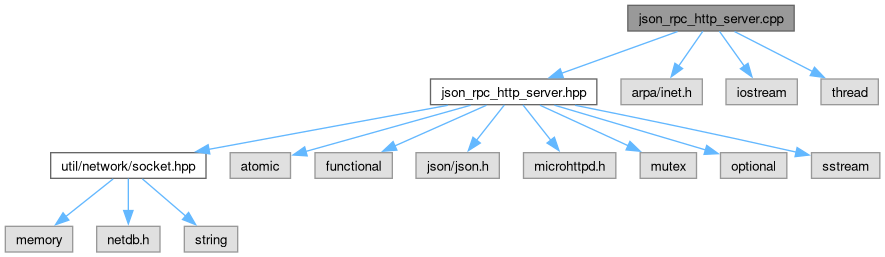 json_rpc_http_server.cpp
json_rpc_http_server.hpp
arpa/inet.h
iostream
thread
util/network/socket.hpp
atomic
functional
json/json.h
microhttpd.h
mutex
optional
sstream
memory
netdb.h
string